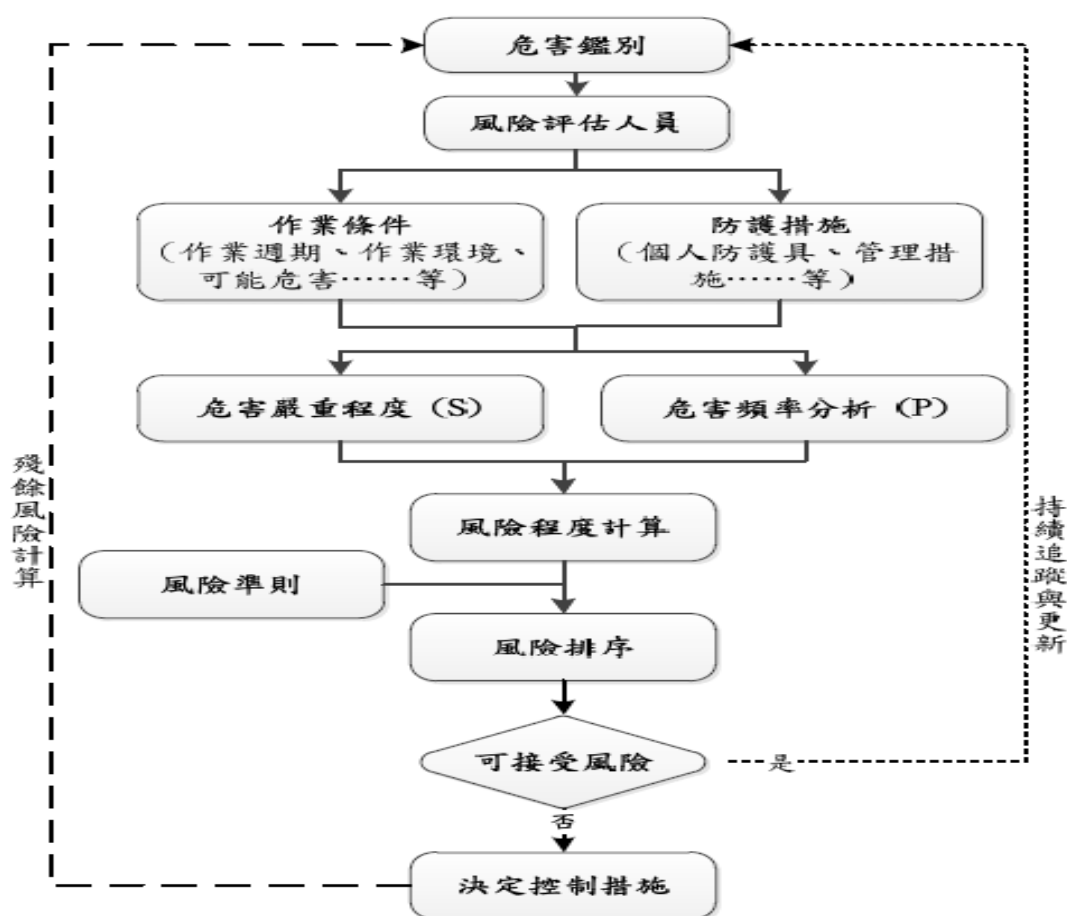 危害鑑別
風險評估人員
作業條件
（作業週期、作業環境、
可能危害……等）
防護措施
（個人防護具、管理措
施……等）
危害嚴重程度（S）
危害頻率分析（P）
風險程度計算
風險準則
風險排序
可接受風險
是
否
決定控制措施
殘餘風險計算
持續追蹤與更新